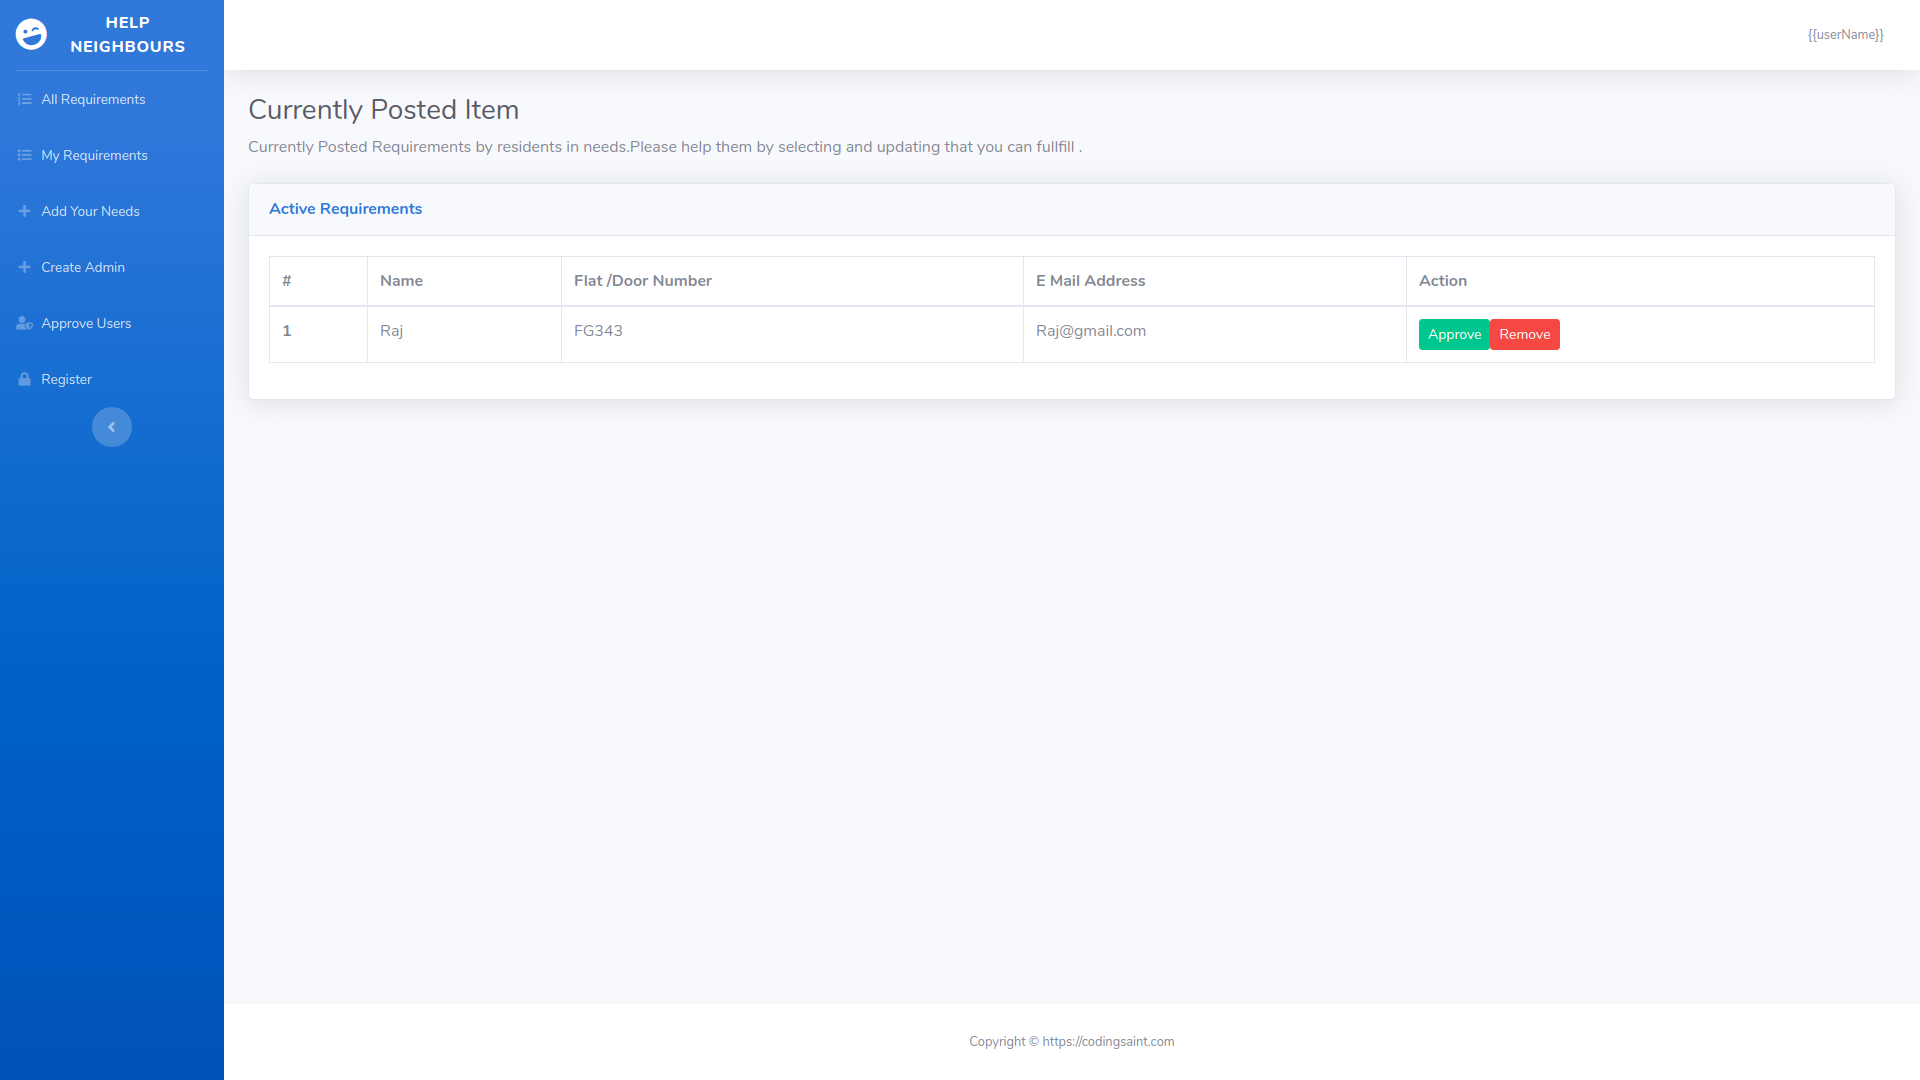 HELP
NEIGHBOURS
{{userName}}
All Requirements
My Requirements
Add Your Needs
Create Admin
Approve Users
Register
Currently Posted Item
Currently Posted Requirements by residents in needs.Please help them by selecting and updating that you can fullfill .
Active Requirements
# Name Flat /Door Number E Mail Address Action
1 Raj FG343 Raj@gmail.com Approve Remove
Copyright © https://codingsaint.com